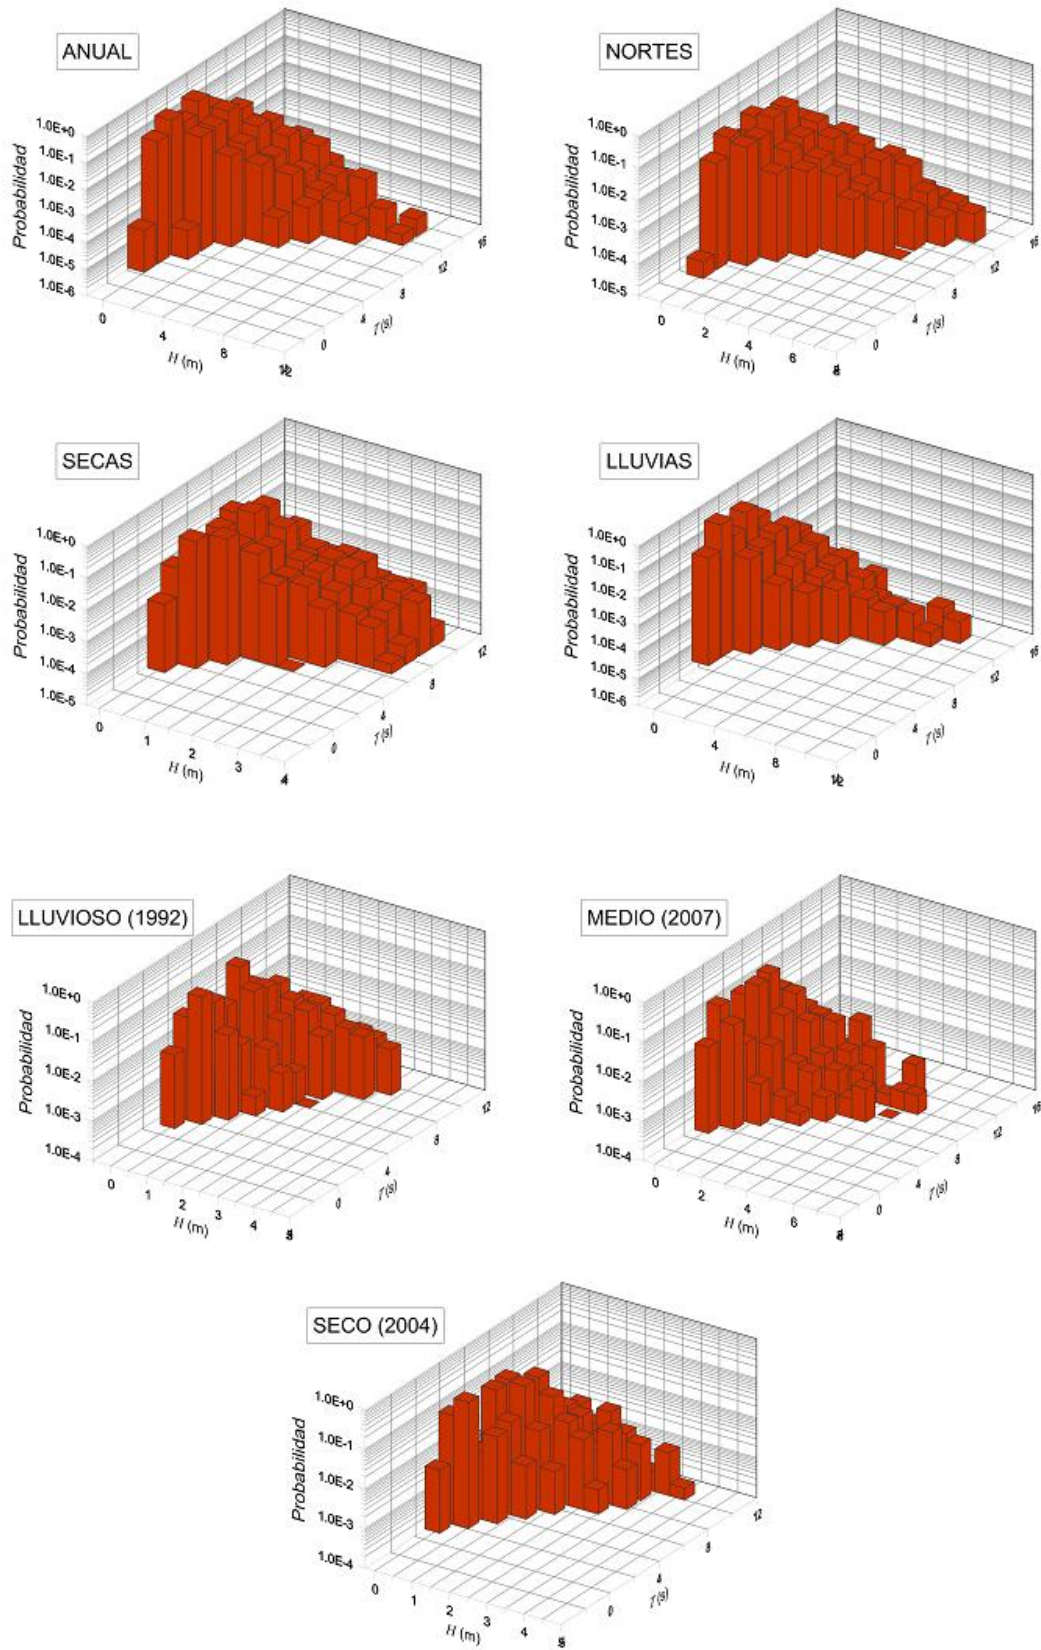 ANUAL
1.0E+0
1.0E-1
1.0E-2
1.0E-3
1.0E-4
1.0E-5
1.0E-6
Probabilidad
0
4
8
H (m)
0
4
8
12
16
T (s)
NORTES
1.0E+0
1.0E-1
1.0E-2
1.0E-3
1.0E-4
1.0E-5
Probabilidad
0
2
4
6
H (m)
0
4
8
12
16
T (s)
SECAS
1.0E+0
1.0E-1
1.0E-2
1.0E-3
1.0E-4
1.0E-5
Probabilidad
0
1
2
3
H (m)
0
4
8
12
T (s)
LLUVIAS
1.0E+0
1.0E-1
1.0E-2
1.0E-3
1.0E-4
1.0E-5
1.0E-6
Probabilidad
0
4
8
H (m)
0
4
8
12
16
T (s)
LLUVIOSO (1992)
1.0E+0
1.0E-1
1.0E-2
1.0E-3
1.0E-4
Probabilidad
0
1
2
3
4
H (m)
0
4
8
12
T (s)
MEDIO (2007)
1.0E+0
1.0E-1
1.0E-2
1.0E-3
1.0E-4
Probabilidad
0
2
4
6
H (m)
0
4
8
12
16
T (s)
SECO (2004)
1.0E+0
1.0E-1
1.0E-2
1.0E-3
1.0E-4
Probabilidad
0
1
2
3
4
H (m)
0
4
8
12
T (s)